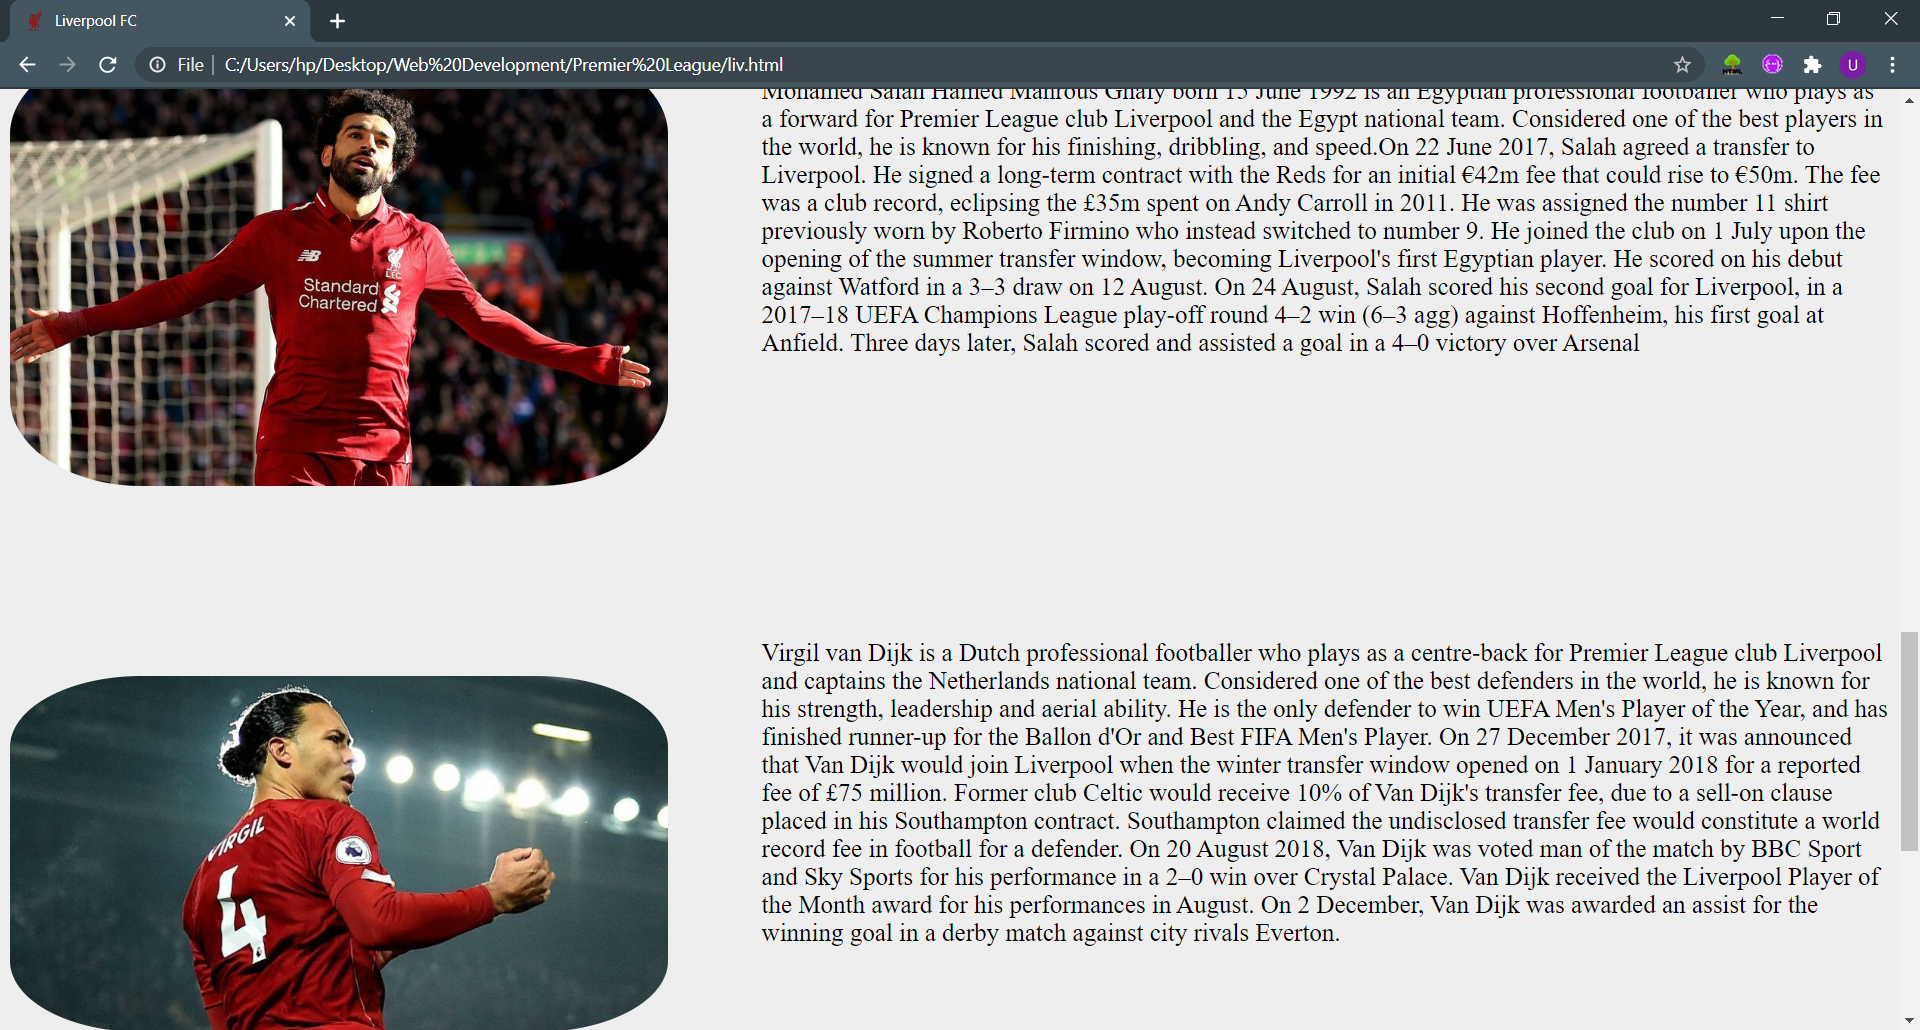 Liverpool FC
File
C:/Users/hp/Desktop/Web%20Development/Premier%20League/liv.html
HTML
U
Mohamed Salah Hamed Mahrous Ghaly born 15 June 1992 is an Egyptian professional footballer who plays as
a forward for Premier League club Liverpool and the Egypt national team. Considered one of the best players in
the world, he is known for his finishing, dribbling, and speed.On 22 June 2017, Salah agreed a transfer to
Liverpool. He signed a long-term contract with the Reds for an initial €42m fee that could rise to €50m. The fee
was a club record, eclipsing the £35m spent on Andy Carroll in 2011. He was assigned the number 11 shirt
previously worn by Roberto Firmino who instead switched to number 9. He joined the club on 1 July upon the
opening of the summer transfer window, becoming Liverpool's first Egyptian player. He scored on his debut
against Watford in a 3–3 draw on 12 August. On 24 August, Salah scored his second goal for Liverpool, in a
2017–18 UEFA Champions League play-off round 4–2 win (6–3 agg) against Hoffenheim, his first goal at
Anfield. Three days later, Salah scored and assisted a goal in a 4–0 victory over Arsenal
NB
LFC
Standard
Chartered
Virgil van Dijk is a Dutch professional footballer who plays as a centre-back for Premier League club Liverpool
and captains the Netherlands national team. Considered one of the best defenders in the world, he is known for
his strength, leadership and aerial ability. He is the only defender to win UEFA Men's Player of the Year, and has
finished runner-up for the Ballon d'Or and Best FIFA Men's Player. On 27 December 2017, it was announced
that Van Dijk would join Liverpool when the winter transfer window opened on 1 January 2018 for a reported
fee of £75 million. Former club Celtic would receive 10% of Van Dijk's transfer fee, due to a sell-on clause
placed in his Southampton contract. Southampton claimed the undisclosed transfer fee would constitute a world
record fee in football for a defender. On 20 August 2018, Van Dijk was voted man of the match by BBC Sport
and Sky Sports for his performance in a 2–0 win over Crystal Palace. Van Dijk received the Liverpool Player of
the Month award for his performances in August. On 2 December, Van Dijk was awarded an assist for the
winning goal in a derby match against city rivals Everton.
VIRGIL
4